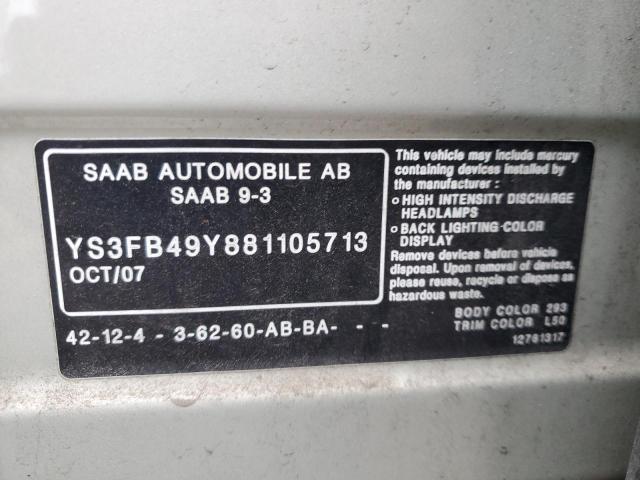 SAAB AUTOMOBILE AB
SAAB 9-3
YS3FB49Y881105713
OCT/07
42-12-4 - 3-62-60-AB-BA- - - -
This vehicle may include mercury
containing devices installed by
the manufacturer :
o HIGH INTENSITY DISCHARGE
HEADLAMPS
o BACK LIGHTING-COLOR
DISPLAY
Remove devices before vehicle
disposal. Upon removal of devices,
please reuse, recycle or dispose as
hazardous waste.
BODY COLOR 293
TRIM COLOR L50
12761317